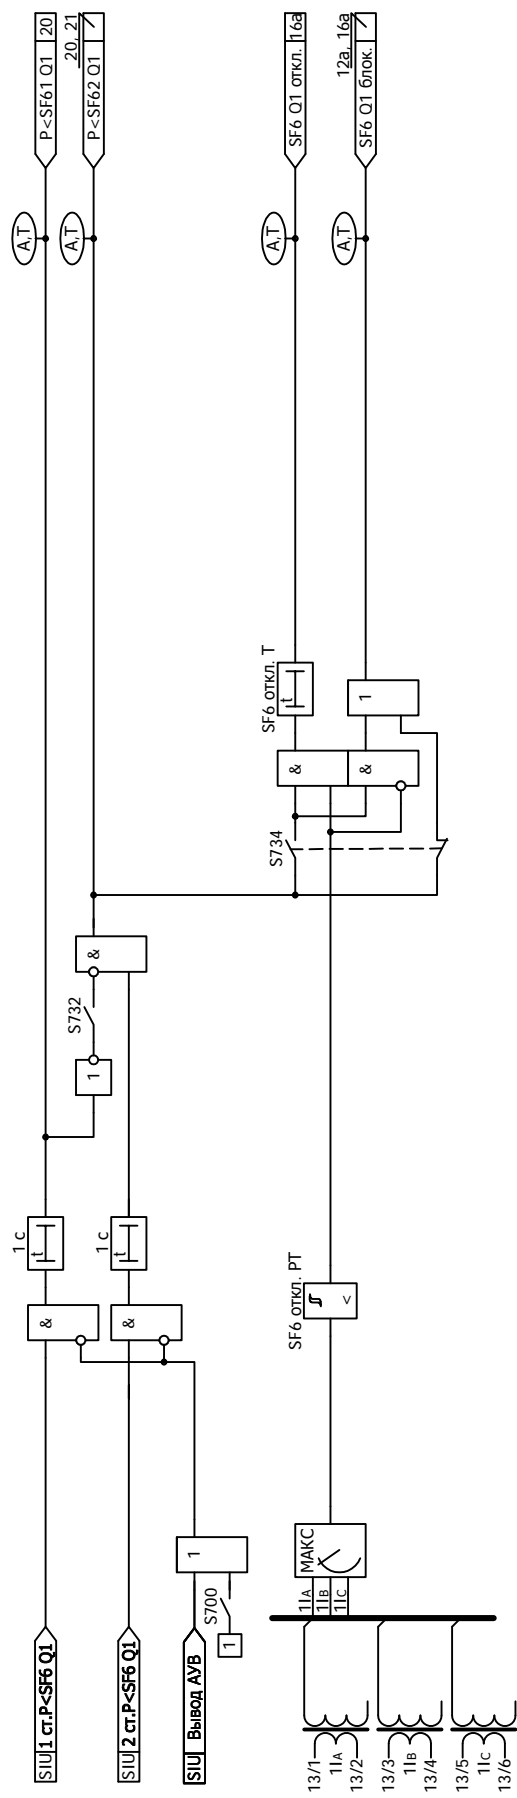 P<SF61 Q1 20
P<SF62 Q1
20, 21
SF6 Q1 откл. 16а
SF6 Q1 блок.
12а, 16а
А,Т
А,Т
А,Т
А,Т
SF6 откл. Т
t
1
&
&
S734
&
S732
1
1 с
t
1 с
t
&
&
SF6 откл. РТ
<
1
S700
1
МАКС
1IA
1IB
1IC
SIU 1 ст.P<SF6 Q1
SIU 2 ст.P<SF6 Q1
SIU Вывод АУВ
13/1
1IA
13/2
13/3
1IB
13/4
13/5
1IC
13/6